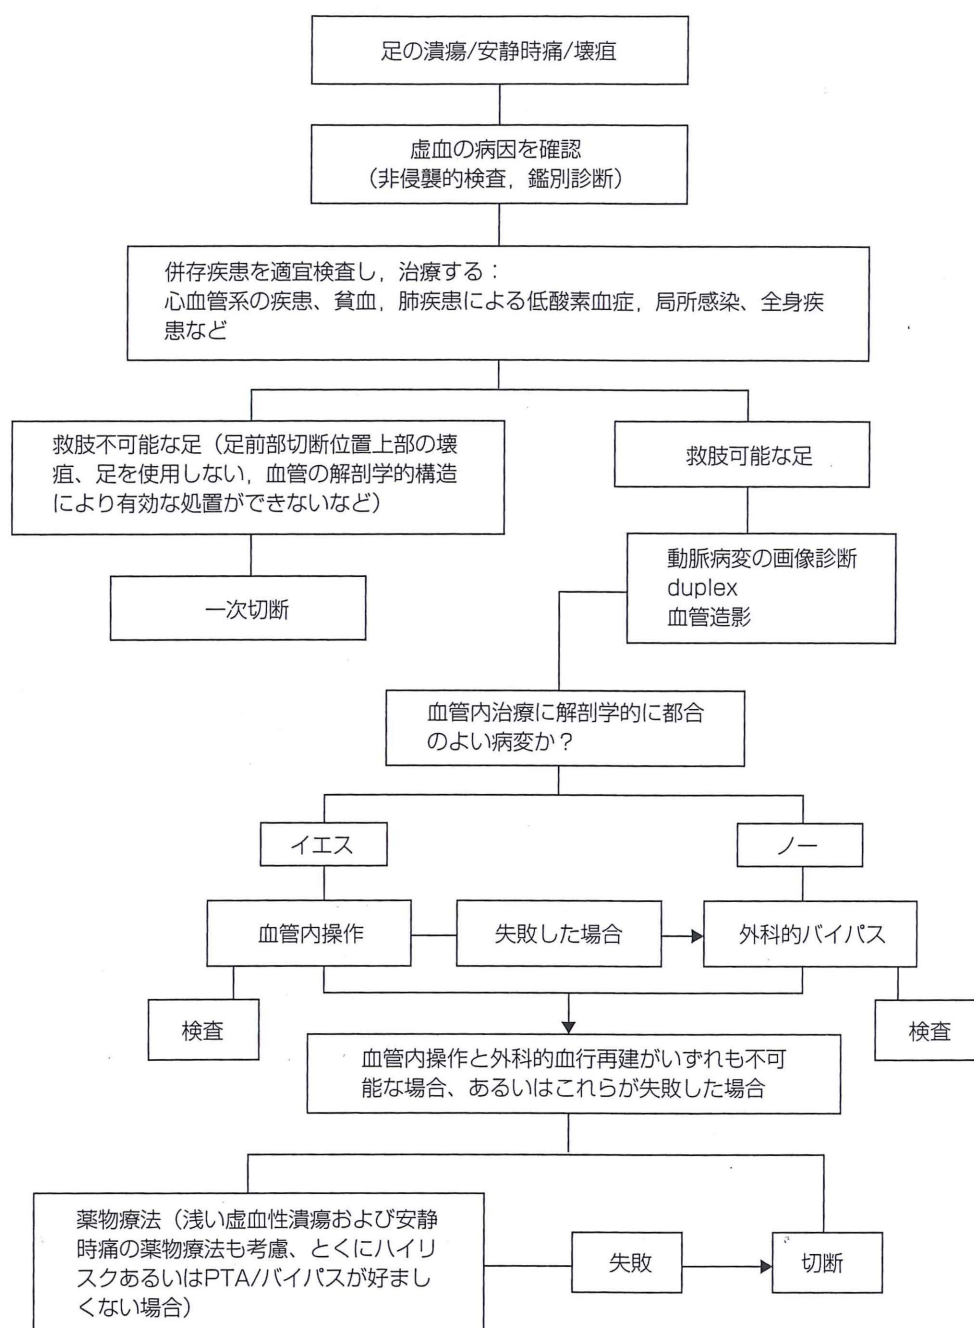 足の潰瘍/安静時痛/壊疽
虚血の病因を確認
（非侵襲的検査，鑑別診断）
併存疾患を適宜検査し，治療する：
心血管系の疾患、貧血，肺疾患による低酸素血症，局所感染、全身疾
患など
救肢不可能な足（足前部切断位置上部の壊
疽、足を使用しない，血管の解剖学的構造
により有効な処置ができないなど）
救肢可能な足
一次切断
動脈病変の画像診断
duplex
血管造影
血管内治療に解剖学的に都合
のよい病変か？
イエス
ノー
血管内操作
失敗した場合
外科的バイパス
検査
検査
血管内操作と外科的血行再建がいずれも不可
能な場合、あるいはこれらが失敗した場合
薬物療法（浅い虚血性潰瘍および安静
時痛の薬物療法も考慮、とくにハイリ
スクあるいはPTA/バイパスが好まし
くない場合）
失敗
切断